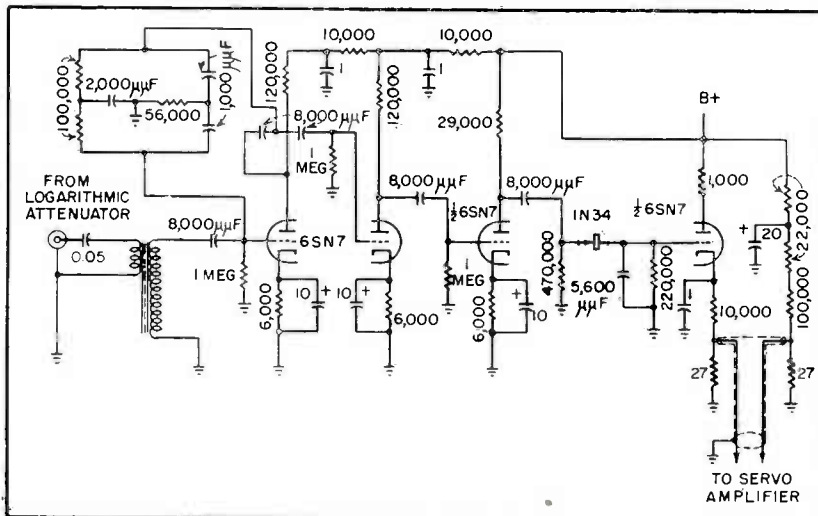 10,000
10,000
100,000
2,000μμF
1,000μμF
56,000
120,000
1
1
8,000μμF
120,000
29,000
B+
1 MEG
FROM
LOGARITHMIC
ATTENUATOR
8,000μμF
8,000μμF
½6SN7
8,000μμF
1N34
½6SN7
1,000
22,000
20 +
0.05
1 MEG
6SN7
1 MEG
470,000
5,600
μμF
220,000
1
10,000
100,000
6,000
10 +
10 +
6,000
6,000
+ 10
27
27
TO SERVO
AMPLIFIER